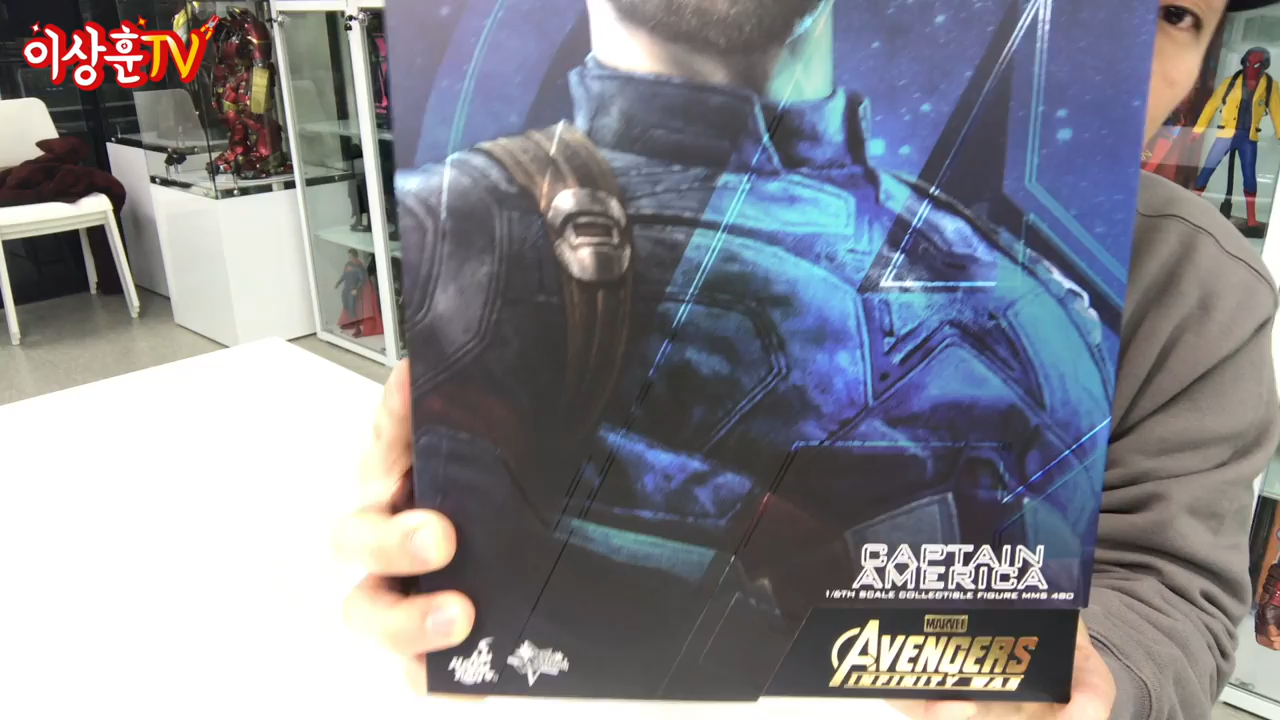 이상훈TV
CAPTAIN
AMERICA
1/6TH SCALE COLLECTIBLE FIGURE MMS 480
MARVEL
AVENGERS
INFINITY WAR